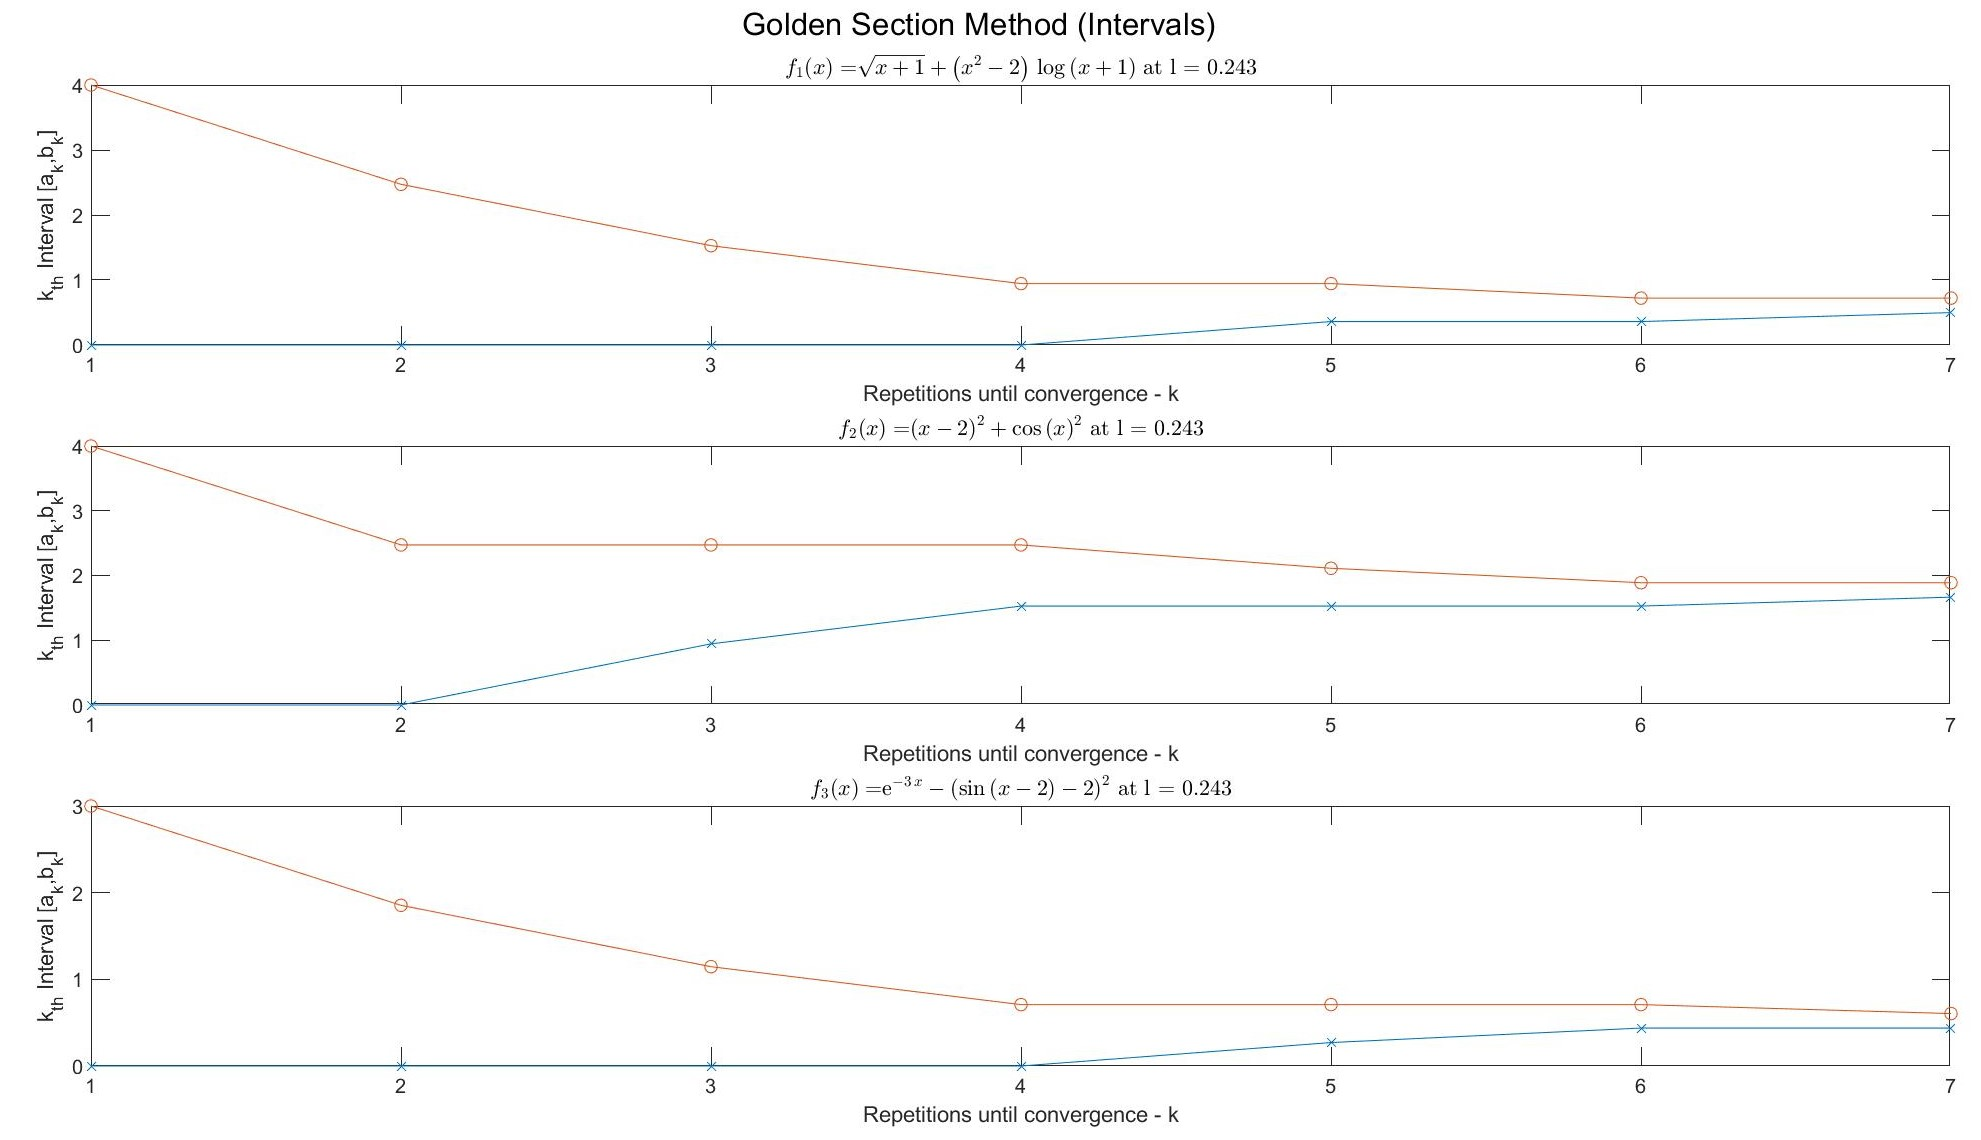 Golden Section Method (Intervals)
f₁(x) =√(x + 1) + (x² − 2) log (x + 1) at l = 0.243
4
3
2
1
0
k_th Interval [a_k,b_k]
1 2 3 4 5 6 7
Repetitions until convergence - k
f₂(x) =(x − 2)² + cos (x)² at l = 0.243
4
3
2
1
0
k_th Interval [a_k,b_k]
1 2 3 4 5 6 7
Repetitions until convergence - k
f₃(x) =e^(−3 x) − (sin (x − 2) − 2)² at l = 0.243
3
2
1
0
k_th Interval [a_k,b_k]
1 2 3 4 5 6 7
Repetitions until convergence - k